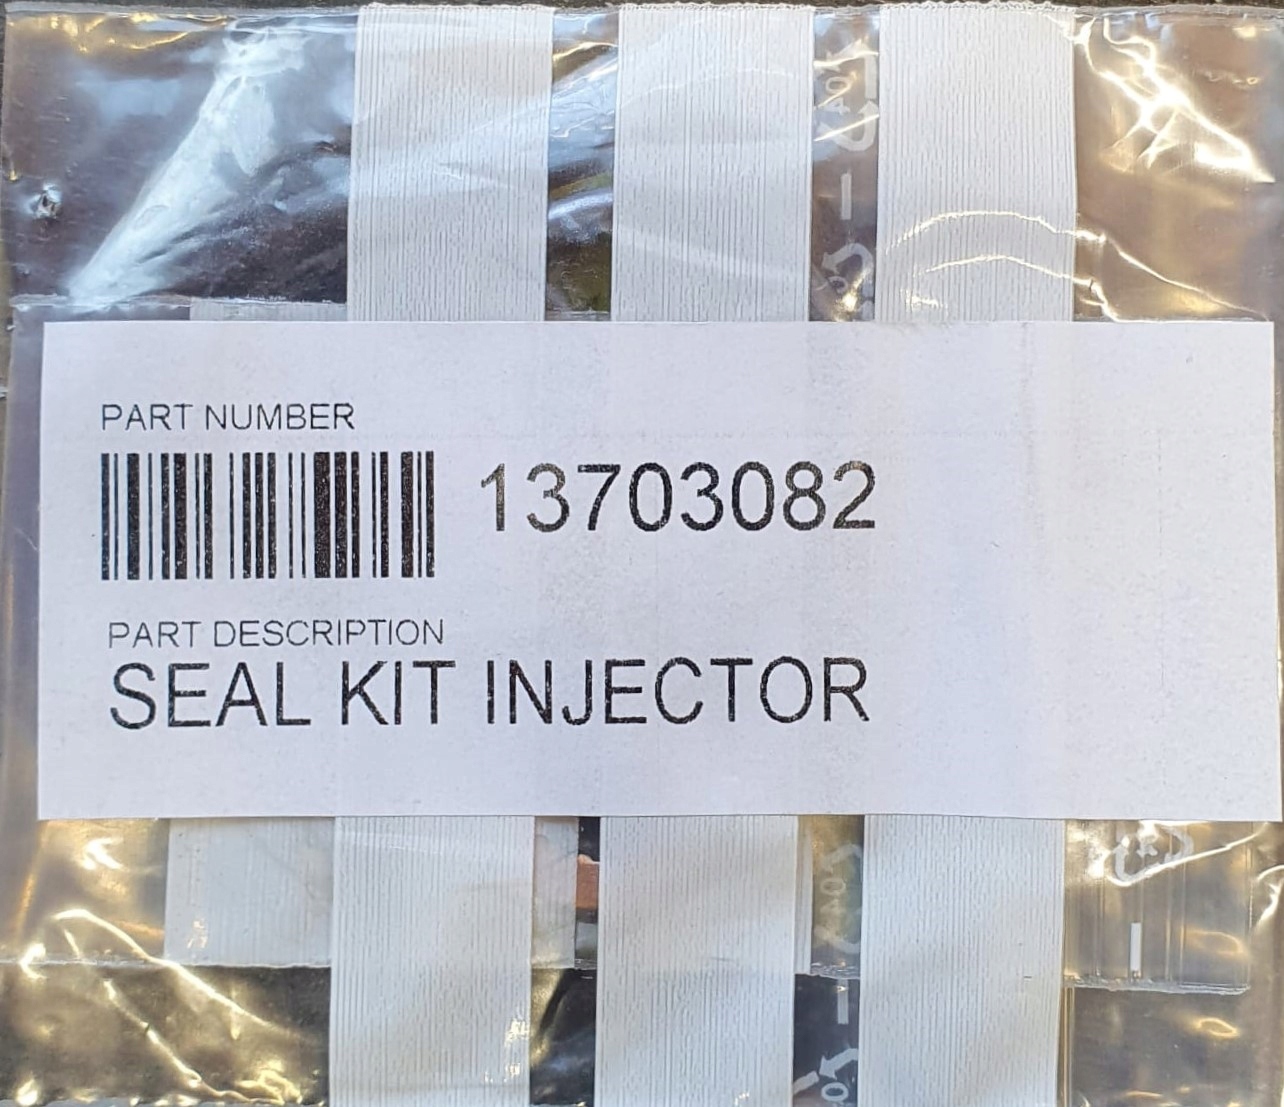 PART NUMBER
13703082
PART DESCRIPTION
SEAL KIT INJECTOR